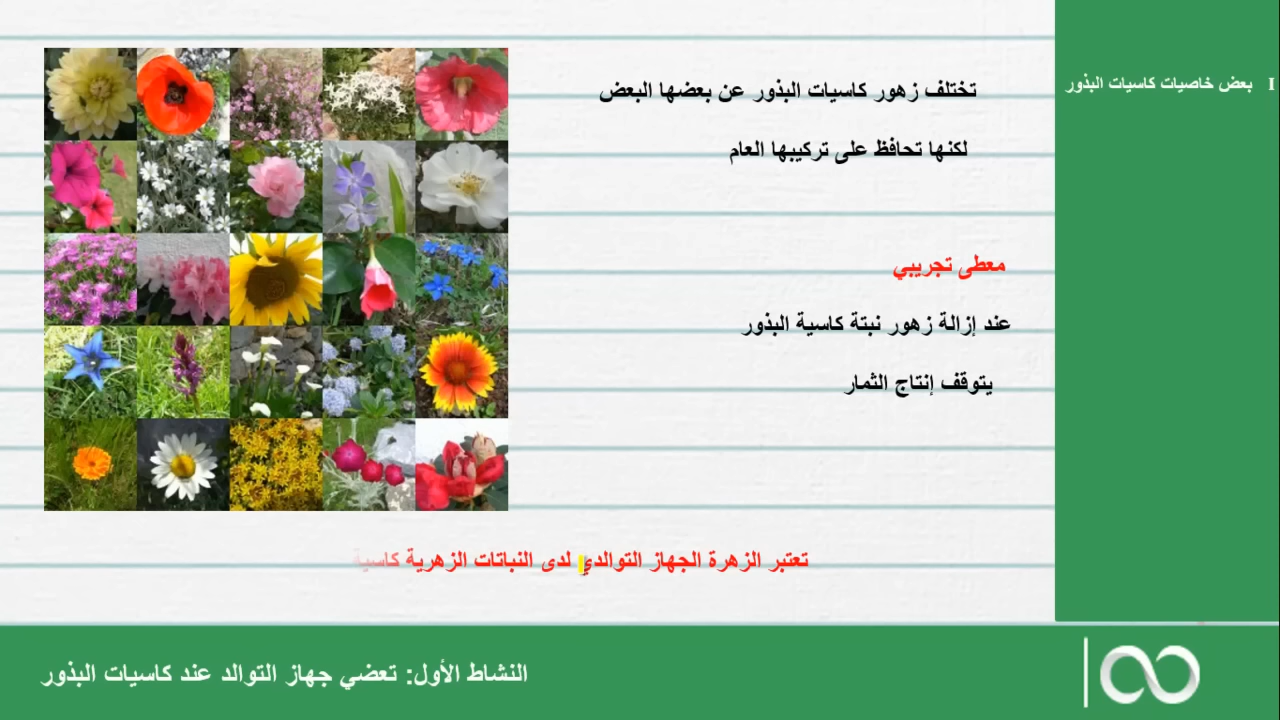 I بعض خاصيات كاسيات البذور
تختلف زهور كاسيات البذور عن بعضها البعض
لكنها تحافظ على تركيبها العام
معطى تجريبي
عند إزالة زهور نبتة كاسية البذور
يتوقف إنتاج الثمار
تعتبر الزهرة الجهاز التوالدي لدى النباتات الزهرية كاسية
النشاط الأول: تعضي جهاز التوالد عند كاسيات البذور